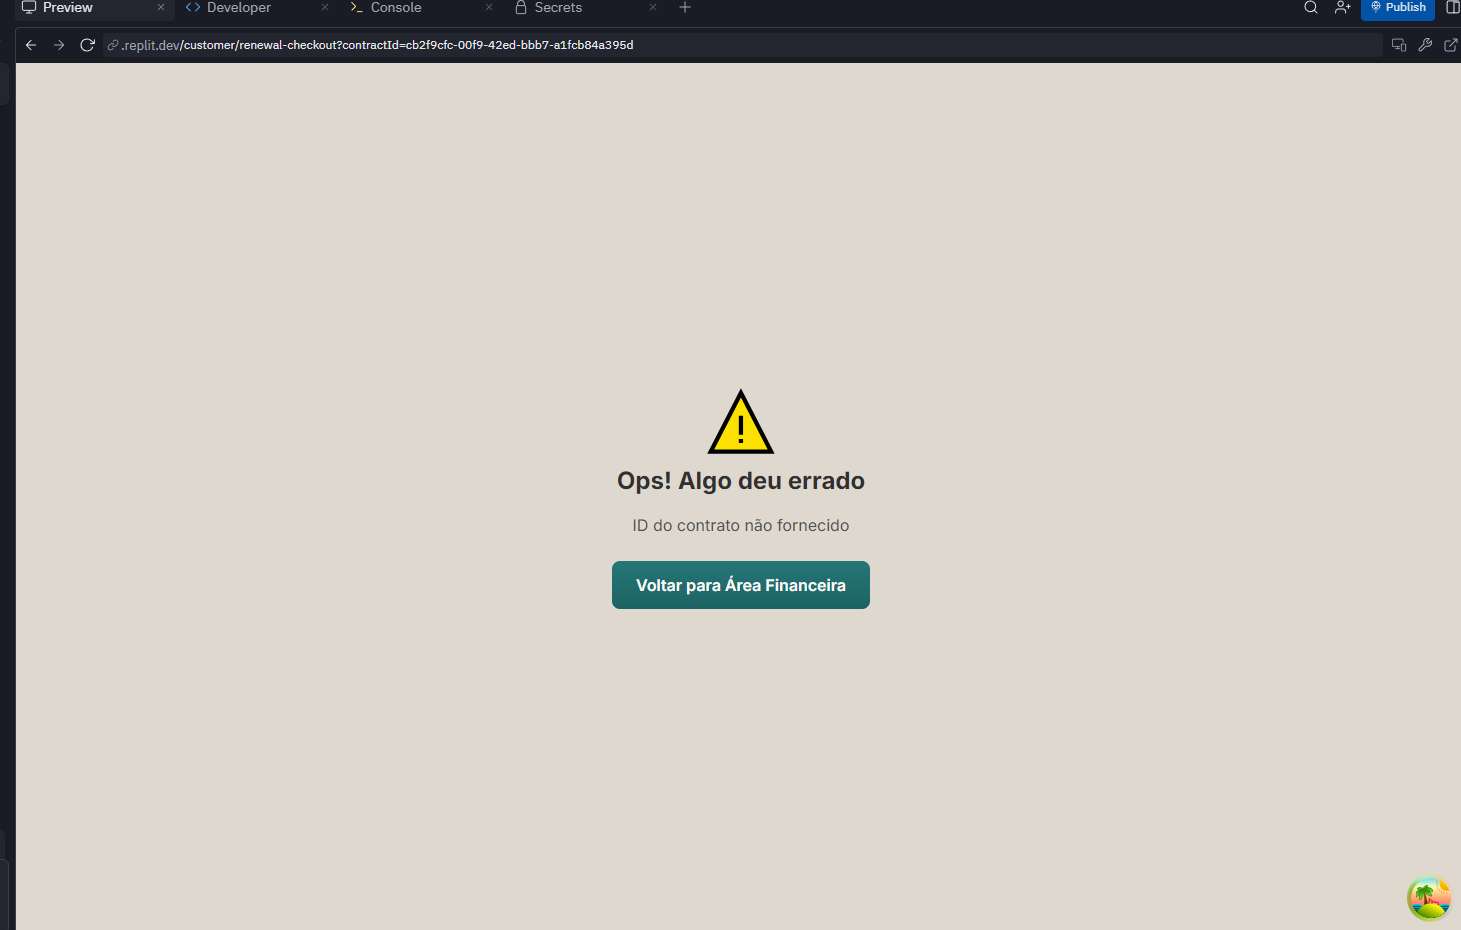 Preview
Developer
Console
Secrets
Publish
.replit.dev/customer/renewal-checkout?contractId=cb2f9cfc-00f9-42ed-bbb7-a1fcb84a395d
!
Ops! Algo deu errado
ID do contrato não fornecido
Voltar para Área Financeira